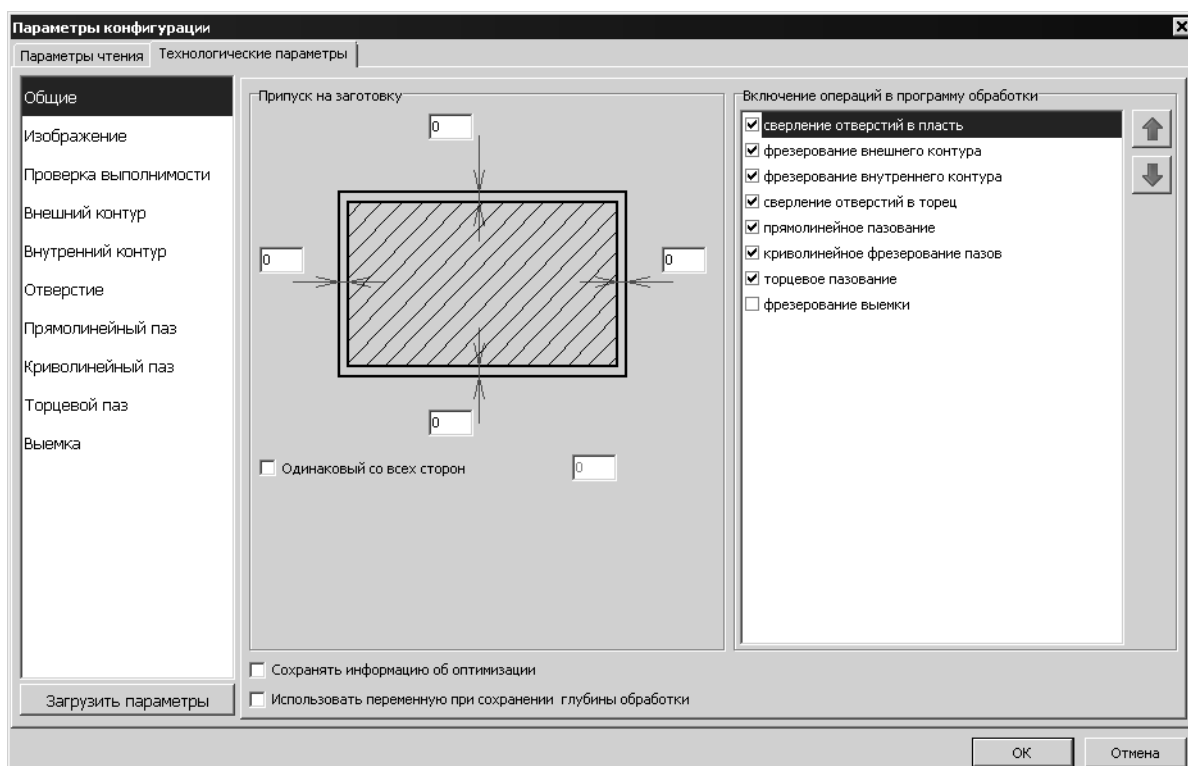 Параметры конфигурации
Параметры чтения
Технологические параметры
Общие
Изображение
Проверка выполнимости
Внешний контур
Внутренний контур
Отверстие
Прямолинейный паз
Криволинейный паз
Торцевой паз
Выемка
Загрузить параметры
Припуск на заготовку
0
0
0
0
Одинаковый со всех сторон
0
Включение операций в программу обработки
сверление отверстий в пласть
фрезерование внешнего контура
фрезерование внутреннего контура
сверление отверстий в торец
прямолинейное пазование
криволинейное фрезерование пазов
торцевое пазование
фрезерование выемки
Сохранять информацию об оптимизации
Использовать переменную при сохранении глубины обработки
ОК
Отмена